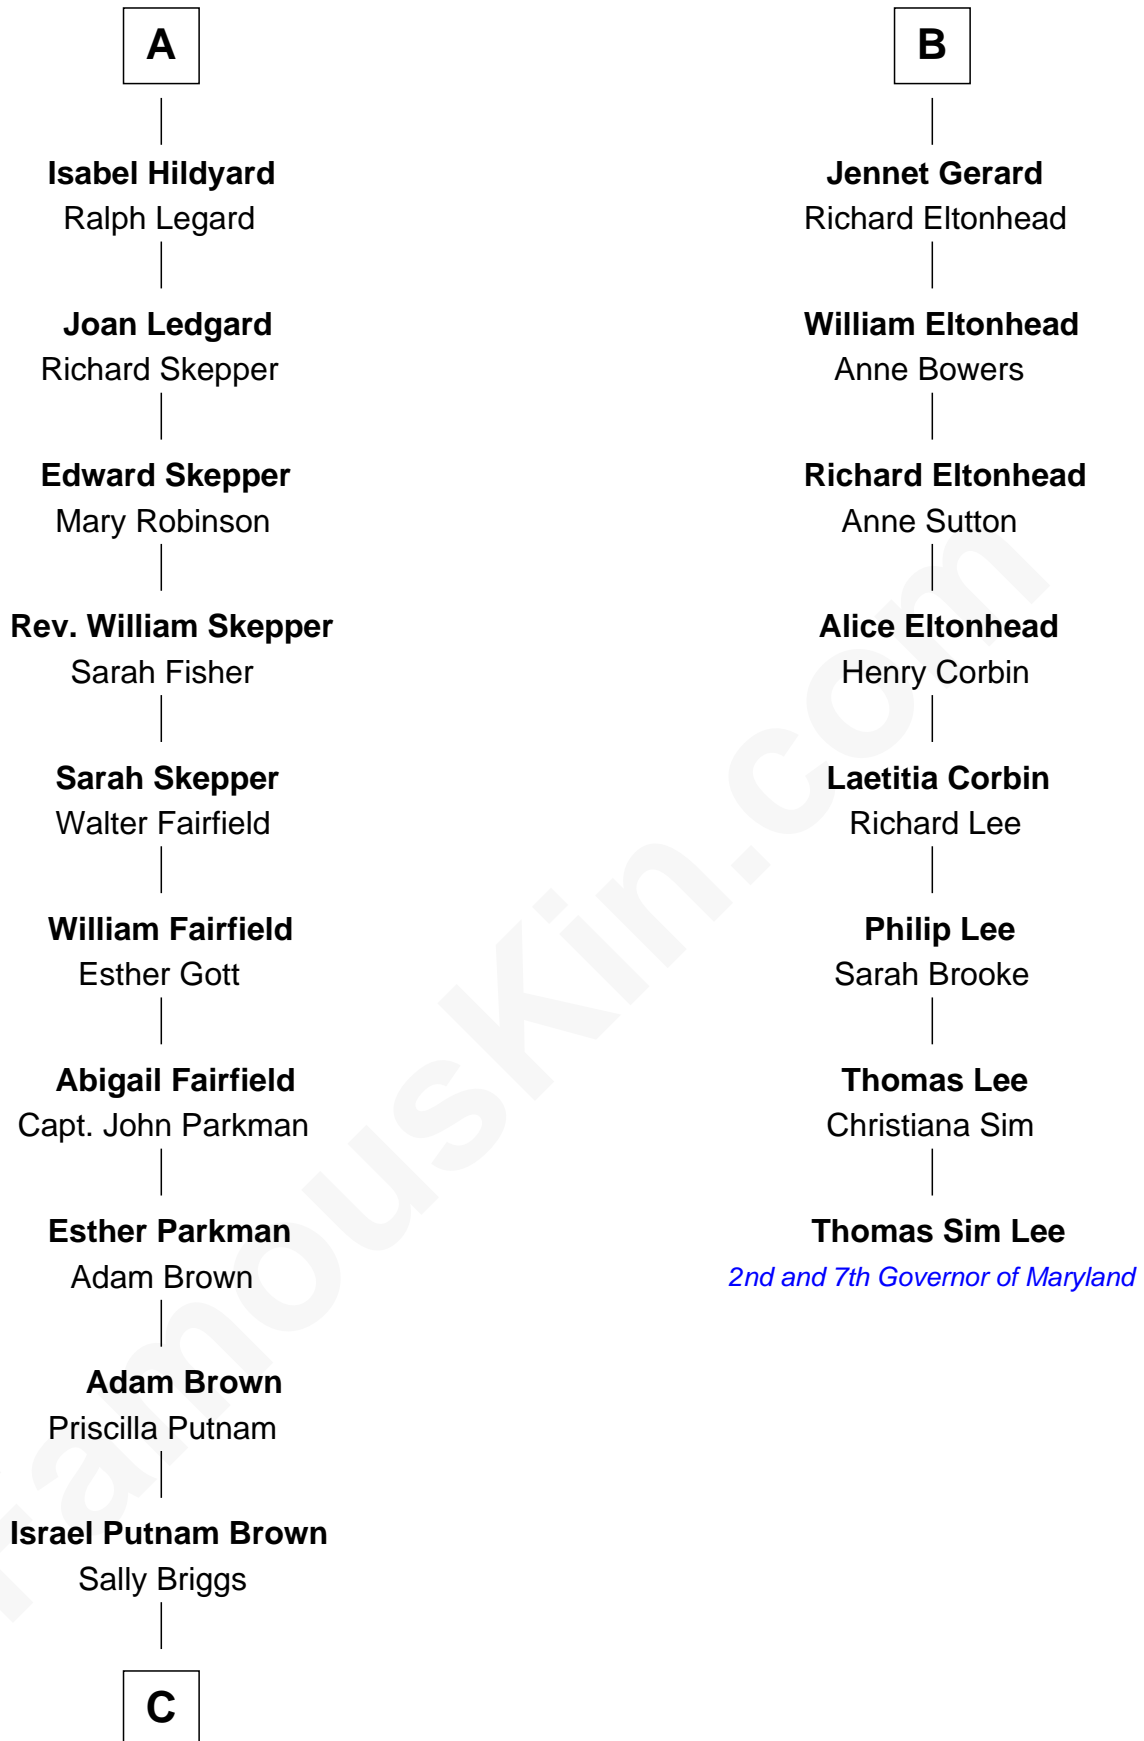 A
Isabel Hildyard
Ralph Legard
Joan Ledgard
Richard Skepper
Edward Skepper
Mary Robinson
Rev. William Skepper
Sarah Fisher
Sarah Skepper
Walter Fairfield
William Fairfield
Esther Gott
Abigail Fairfield
Capt. John Parkman
Esther Parkman
Adam Brown
Adam Brown
Priscilla Putnam
Israel Putnam Brown
Sally Briggs
C
B
Jennet Gerard
Richard Eltonhead
William Eltonhead
Anne Bowers
Richard Eltonhead
Anne Sutton
Alice Eltonhead
Henry Corbin
Laetitia Corbin
Richard Lee
Philip Lee
Sarah Brooke
Thomas Lee
Christiana Sim
Thomas Sim Lee
2nd and 7th Governor of Maryland
FamousKin.com